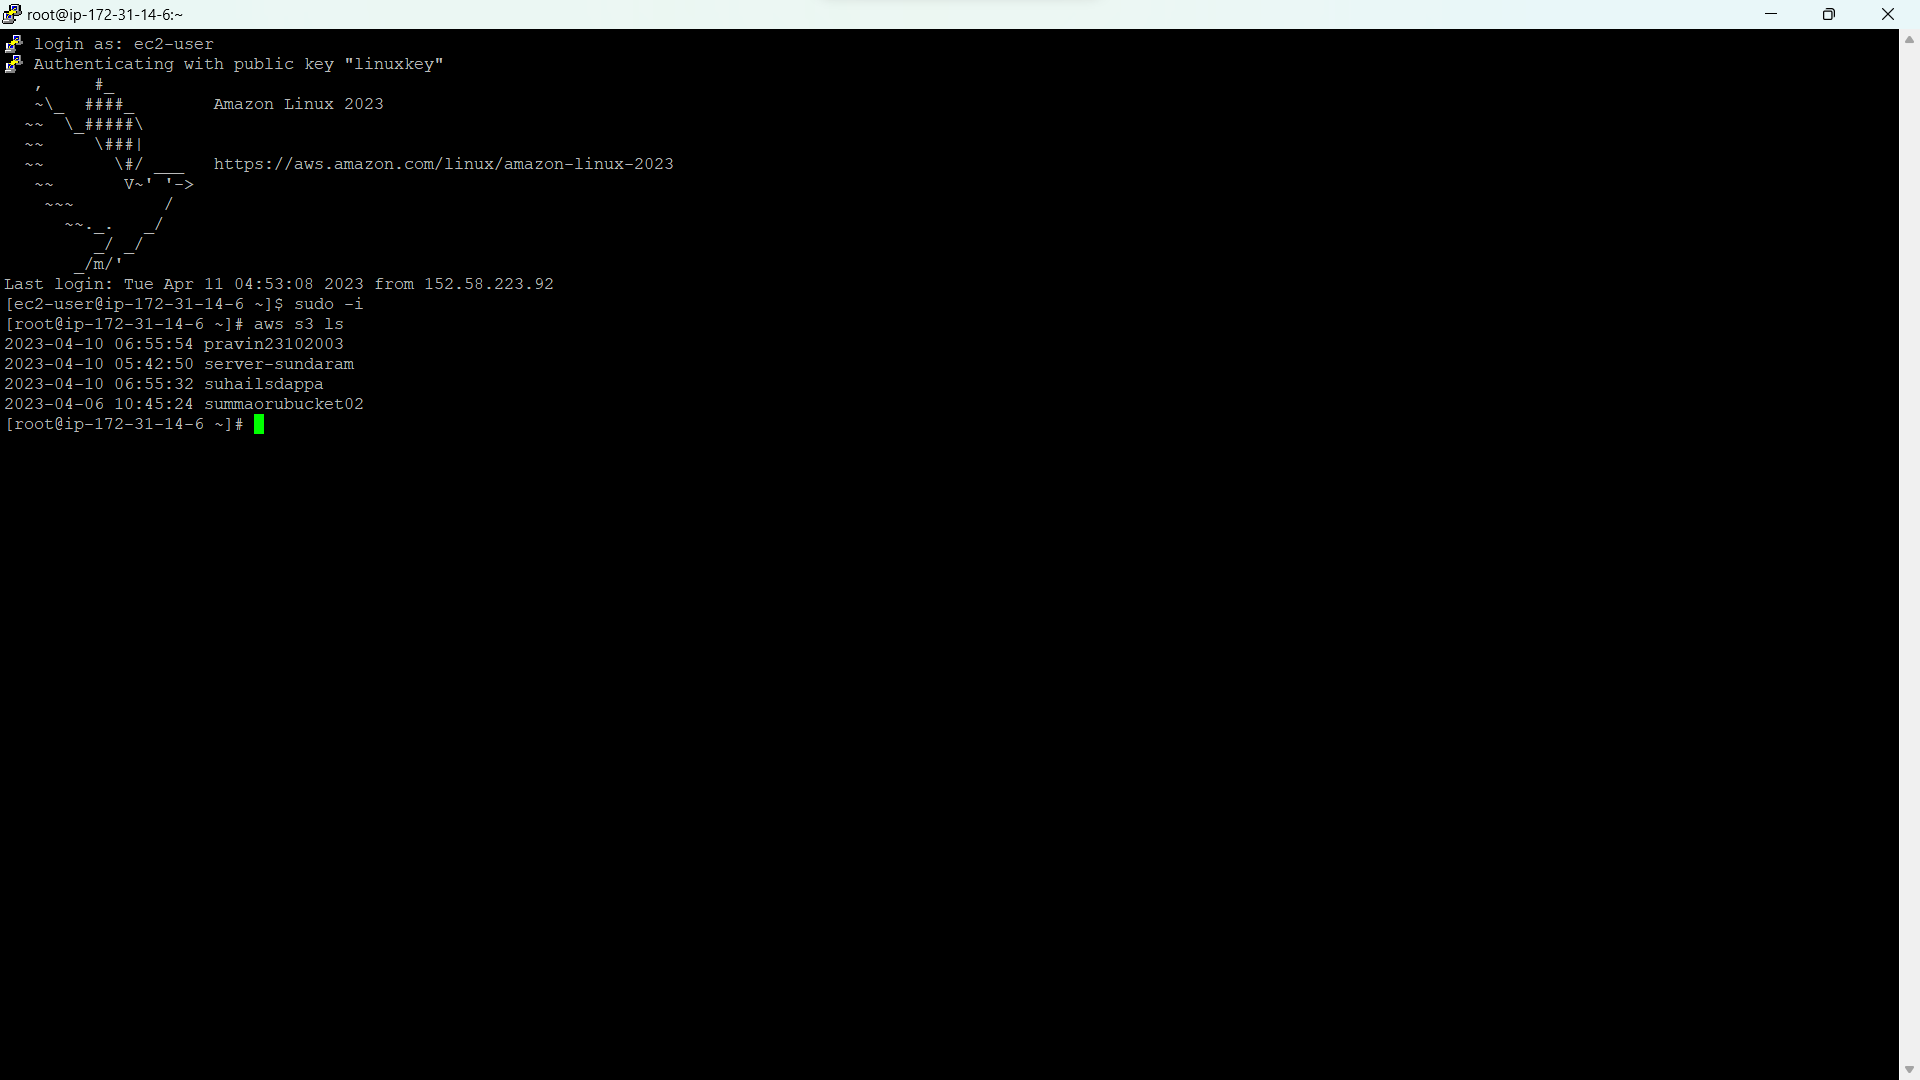 root@ip-172-31-14-6:~
login as: ec2-user
Authenticating with public key "linuxkey"
   ,     #_
   ~\_  ####_        Amazon Linux 2023
  ~~  \_#####\
  ~~     \###|
  ~~       \#/ ___   https://aws.amazon.com/linux/amazon-linux-2023
   ~~       V~' '->
    ~~~         /
      ~~._.   _/
         _/ _/
       _/m/'
Last login: Tue Apr 11 04:53:08 2023 from 152.58.223.92
[ec2-user@ip-172-31-14-6 ~]$ sudo -i
[root@ip-172-31-14-6 ~]# aws s3 ls
2023-04-10 06:55:54 pravin23102003
2023-04-10 05:42:50 server-sundaram
2023-04-10 06:55:32 suhailsdappa
2023-04-06 10:45:24 summaorubucket02
[root@ip-172-31-14-6 ~]#